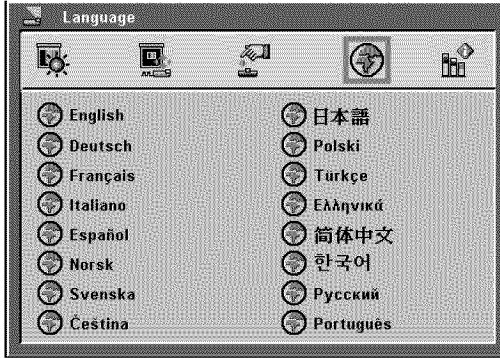 Language
English
Deutsch
Français
Italiano
Español
Norsk
Svenska
Čeština
日本語
Polski
Türkçe
Ελληνικά
简体中文
한국어
Русский
Português